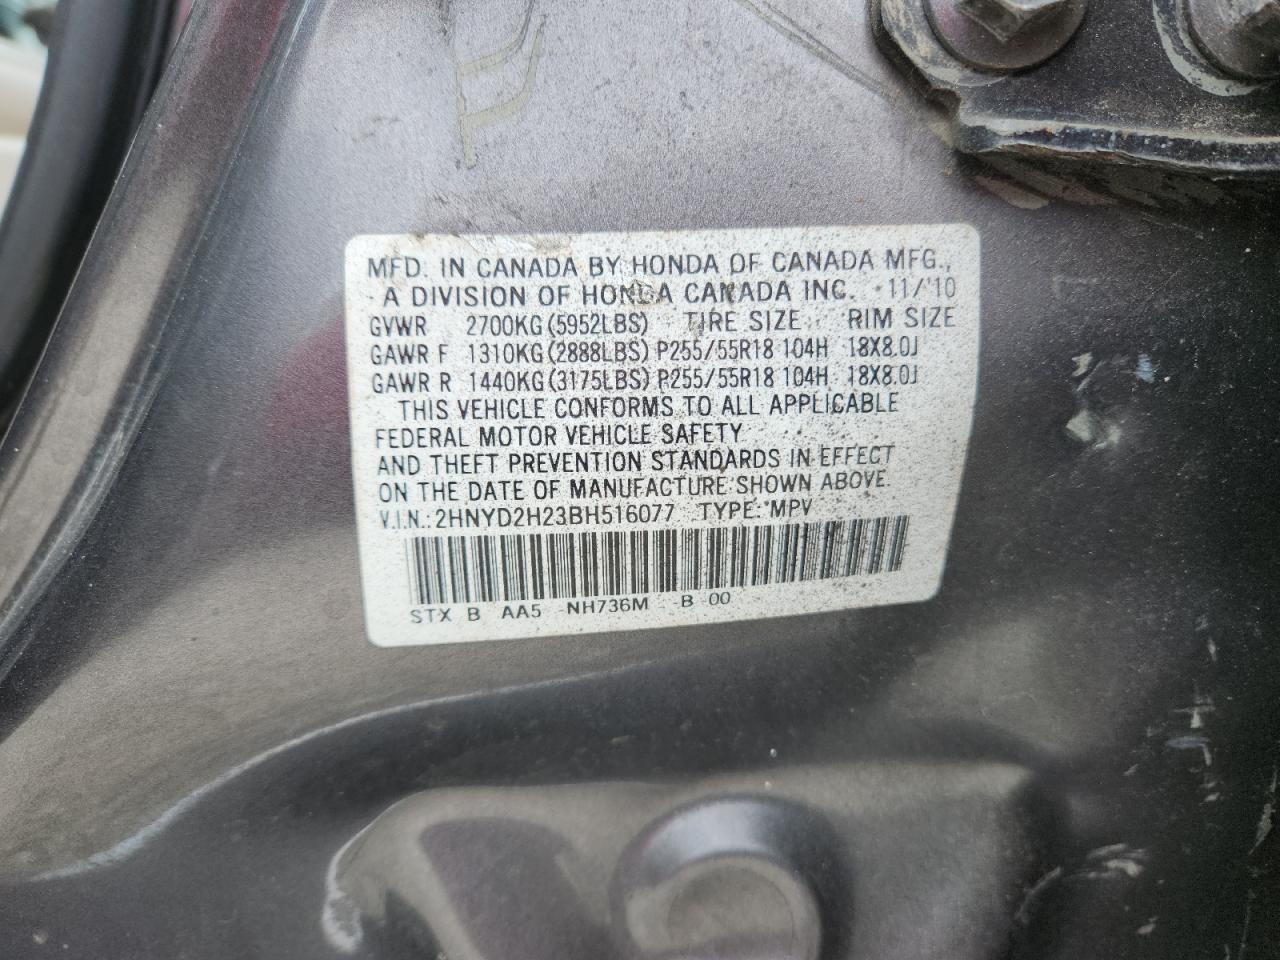 MFD. IN CANADA BY HONDA OF CANADA MFG.,
A DIVISION OF HONDA CANADA INC. 11/'10
GVWR 2700KG(5952LBS) TIRE SIZE RIM SIZE
GAWR F 1310KG(2888LBS) P255/55R18 104H 18X8.0J
GAWR R 1440KG(3175LBS) P255/55R18 104H 18X8.0J
THIS VEHICLE CONFORMS TO ALL APPLICABLE
FEDERAL MOTOR VEHICLE SAFETY
AND THEFT PREVENTION STANDARDS IN EFFECT
ON THE DATE OF MANUFACTURE SHOWN ABOVE.
V.I.N.: 2HNYD2H23BH516077 TYPE: MPV
STX B AA5 NH736M B 00